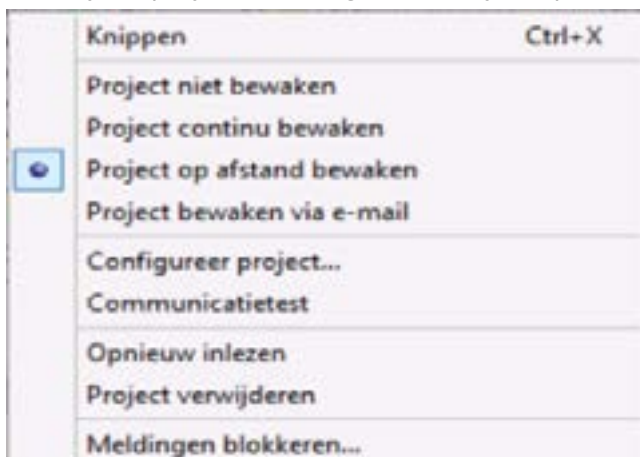 Knippen Ctrl+X
Project niet bewaken
Project continu bewaken
Project op afstand bewaken
Project bewaken via e-mail
Configureer project...
Communicatietest
Opnieuw inlezen
Project verwijderen
Meldingen blokkeren...